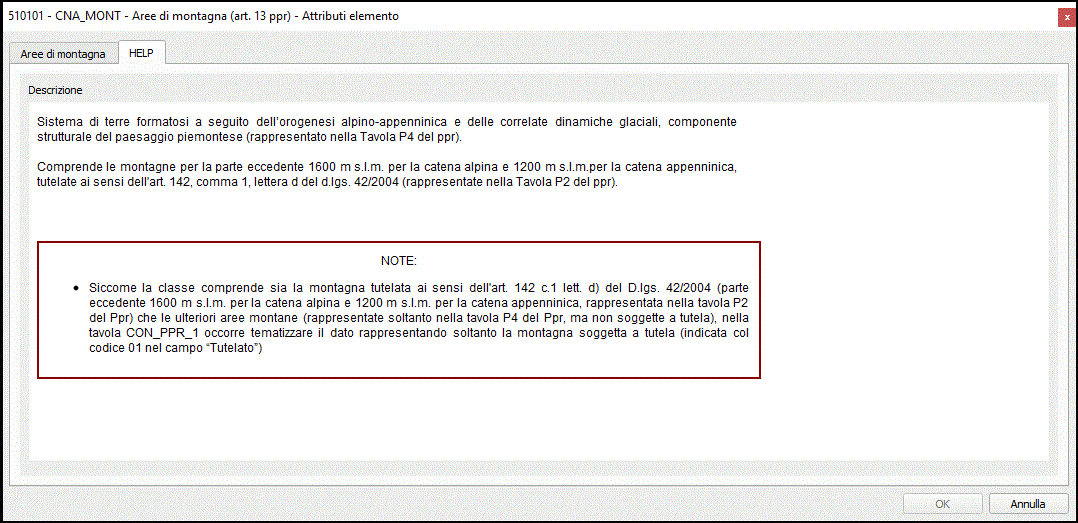 510101 - CNA_MONT - Aree di montagna (art. 13 ppr) - Attributi elemento
x
Aree di montagna
HELP
Descrizione
Sistema di terre formatosi a seguito dell'orogenesi alpino-appenninica e delle correlate dinamiche glaciali, componente
strutturale del paesaggio piemontese (rappresentato nella Tavola P4 del ppr).
Comprende le montagne per la parte eccedente 1600 m s.l.m. per la catena alpina e 1200 m s.l.m.per la catena appenninica,
tutelate ai sensi dell'art. 142, comma 1, lettera d del d.lgs. 42/2004 (rappresentate nella Tavola P2 del ppr).
NOTE:
• Siccome la classe comprende sia la montagna tutelata ai sensi dell'art. 142 c.1 lett. d) del D.lgs. 42/2004 (parte
eccedente 1600 m s.l.m. per la catena alpina e 1200 m s.l.m. per la catena appenninica, rappresentata nella tavola P2
del Ppr) che le ulteriori aree montane (rappresentate soltanto nella tavola P4 del Ppr, ma non soggette a tutela), nella
tavola CON_PPR_1 occorre tematizzare il dato rappresentando soltanto la montagna soggetta a tutela (indicata col
codice 01 nel campo “Tutelato”)
OK
Annulla